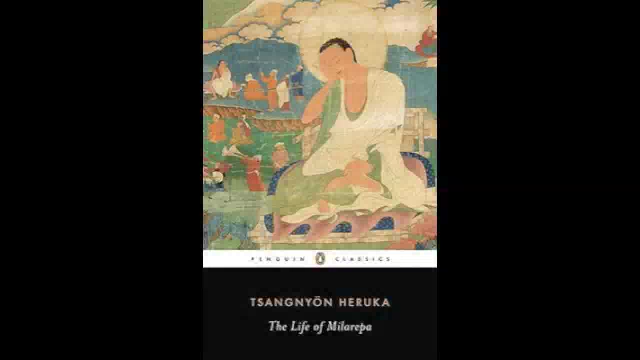 PENGUIN CLASSICS
TSANGNYÖN HERUKA
The Life of Milarepa